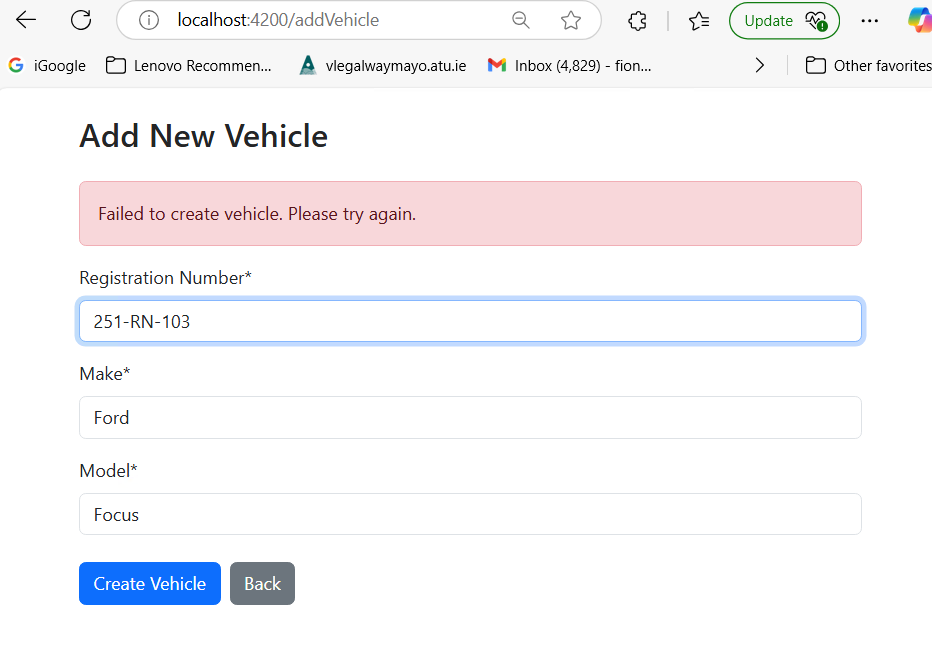 localhost:4200/addVehicle
Update
iGoogle
Lenovo Recommen...
vlegalwaymayo.atu.ie
Inbox (4,829) - fion...
Other favorites
Add New Vehicle
Failed to create vehicle. Please try again.
Registration Number*
251-RN-103
Make*
Ford
Model*
Focus
Create Vehicle
Back